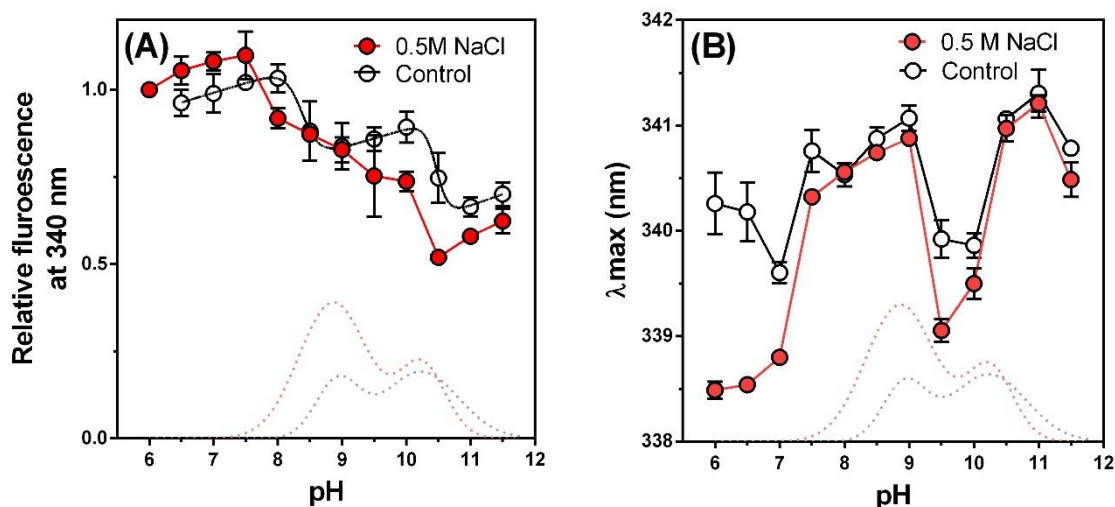 (A)
0.5M NaCl
Control
Relative fluroescence
at 340 nm
1.0
0.5
0.0
6 7 8 9 10 11 12
pH
(B)
0.5 M NaCl
Control
λmax (nm)
342
341
340
339
338
6 7 8 9 10 11 12
pH